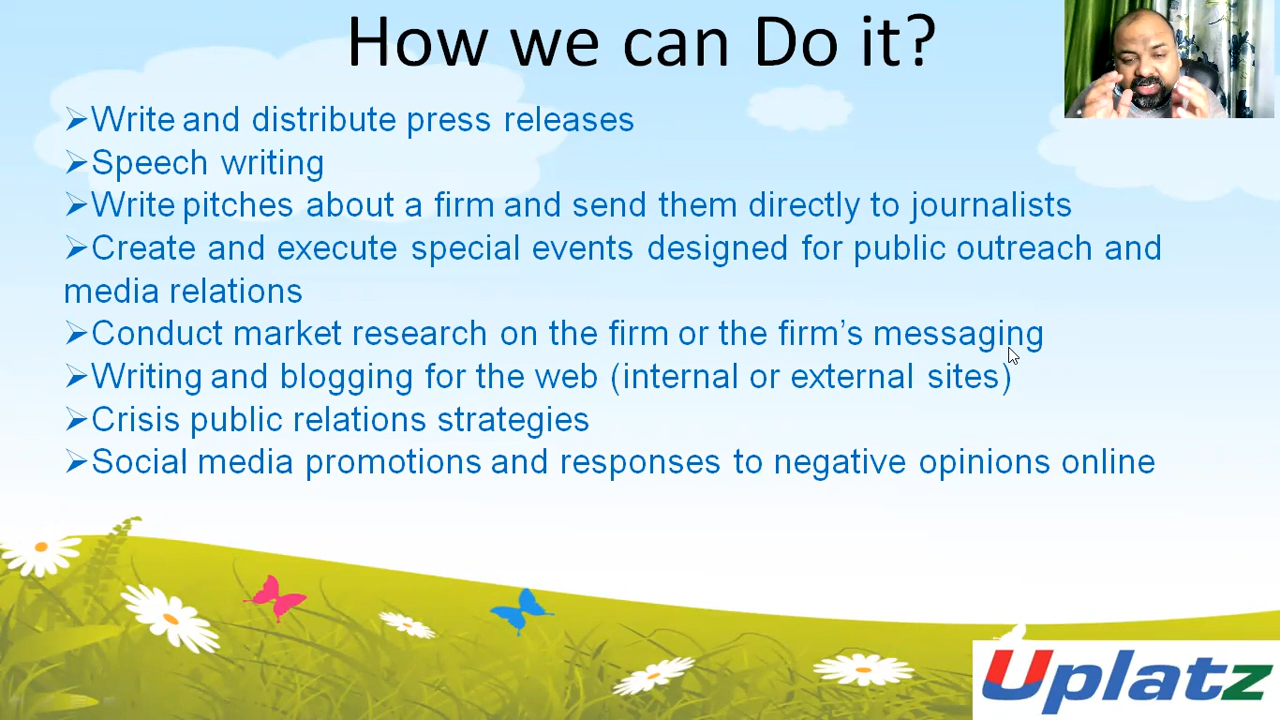 How we can Do it?
➢Write and distribute press releases
➢Speech writing
➢Write pitches about a firm and send them directly to journalists
➢Create and execute special events designed for public outreach and
media relations
➢Conduct market research on the firm or the firm’s messaging
➢Writing and blogging for the web (internal or external sites)
➢Crisis public relations strategies
➢Social media promotions and responses to negative opinions online
Uplatz